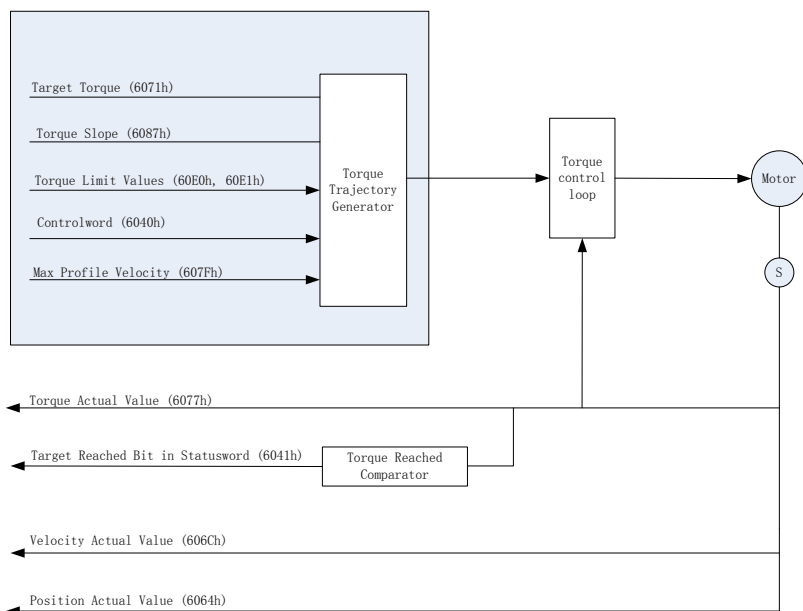 Target Torque (6071h)
Torque Slope (6087h)
Torque Limit Values (60E0h, 60E1h)
Controlword (6040h)
Max Profile Velocity (607Fh)
Torque
Trajectory
Generator
Torque
control
loop
Motor
S
Torque Actual Value (6077h)
Target Reached Bit in Statusword (6041h)
Torque Reached
Comparator
Velocity Actual Value (606Ch)
Position Actual Value (6064h)